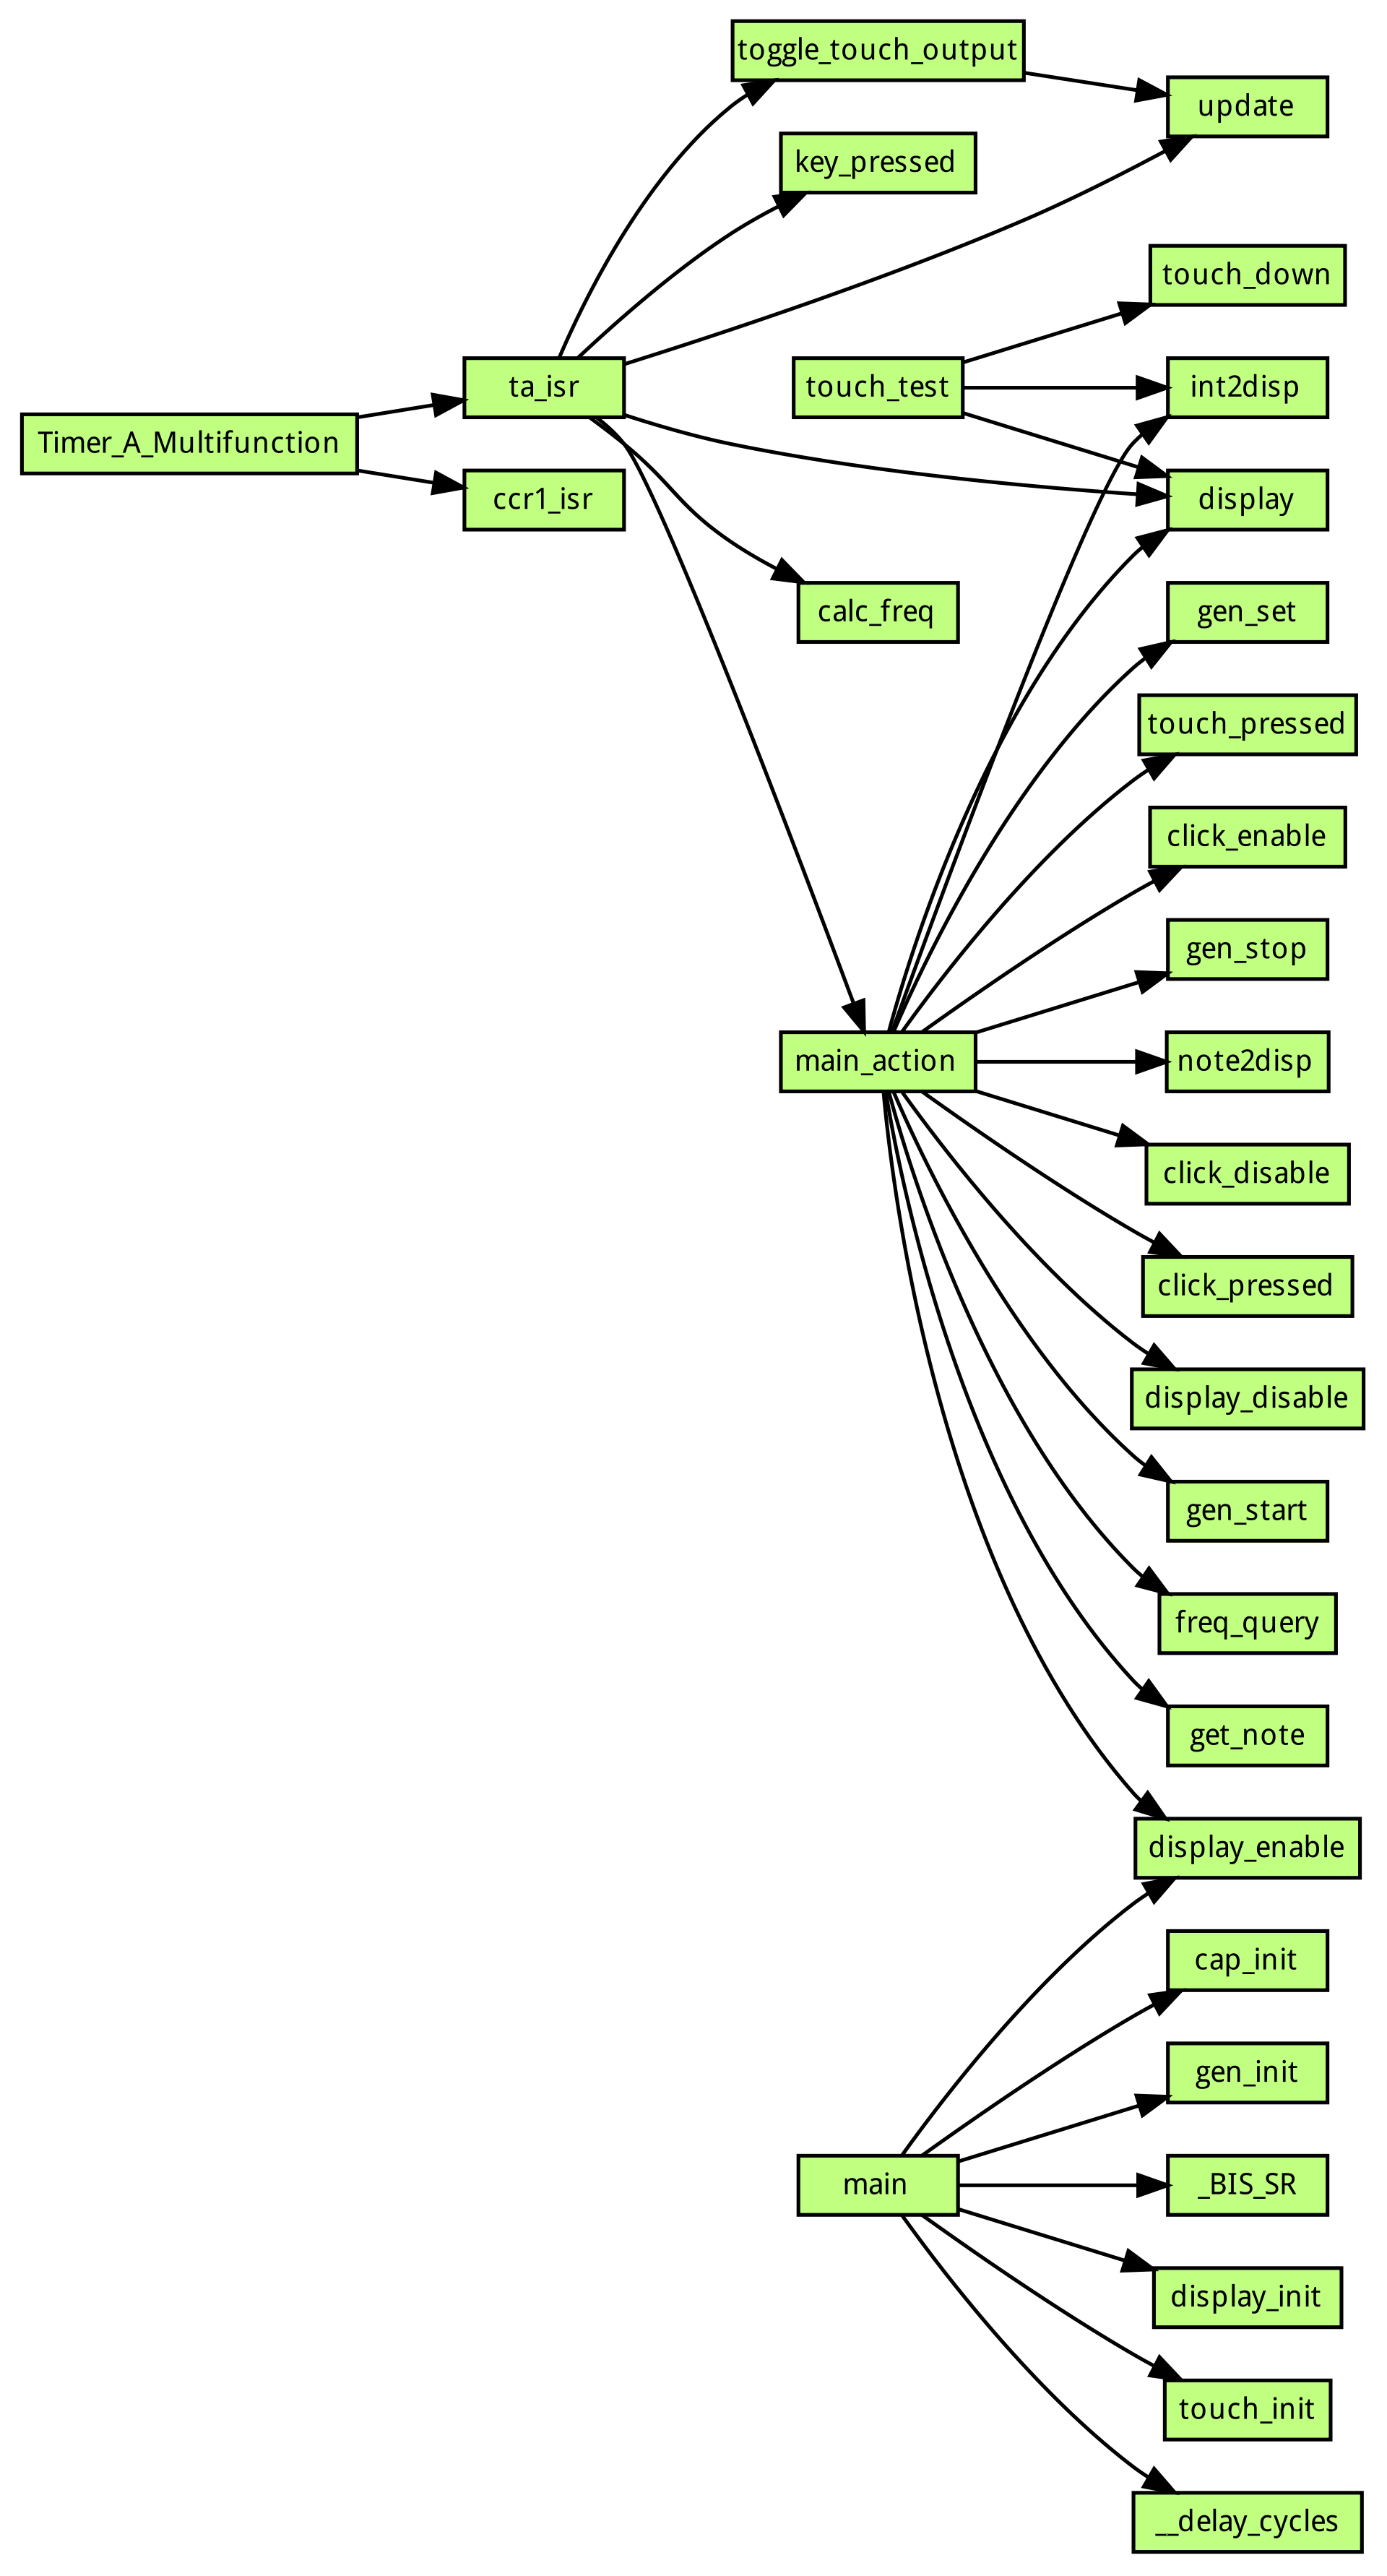 toggle_touch_output
update
key_pressed
touch_down
ta_isr
touch_test
int2disp
Timer_A_Multifunction
ccr1_isr
display
calc_freq
gen_set
touch_pressed
click_enable
gen_stop
main_action
note2disp
click_disable
click_pressed
display_disable
gen_start
freq_query
get_note
display_enable
cap_init
gen_init
main
_BIS_SR
display_init
touch_init
__delay_cycles